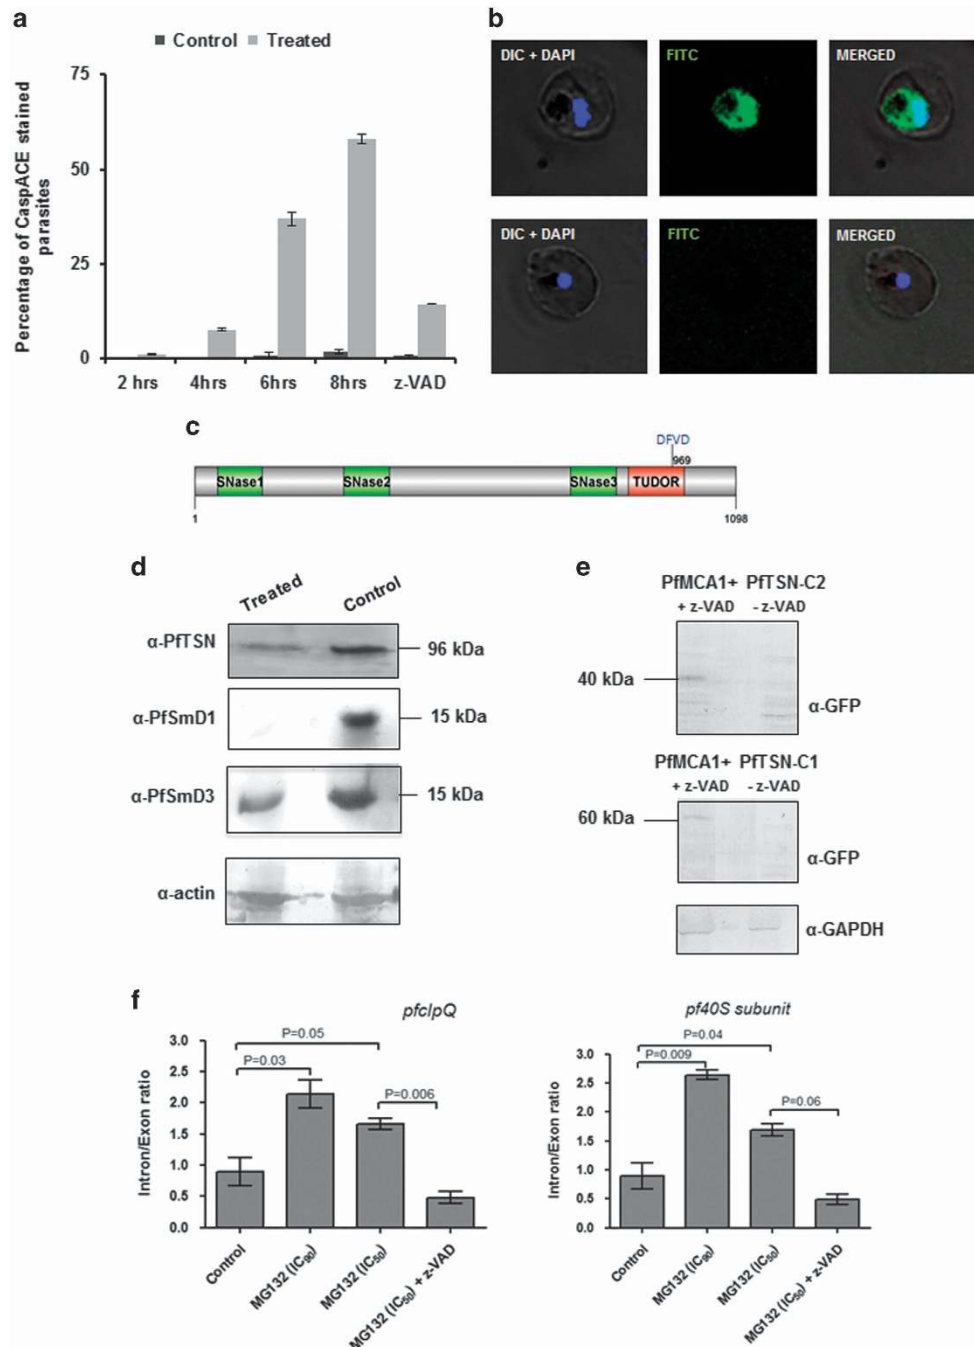 a
■ Control ■ Treated
75
50
25
0
Percentage of CaspACE stained
parasites
2 hrs 4hrs 6hrs 8hrs z-VAD
b
DIC + DAPI FITC MERGED
DIC + DAPI FITC MERGED
c
DFVD
969
SNase1 SNase2 SNase3 TUDOR
1 1098
d
Treated Control
α-PfTSN 96 kDa
α-PfSmD1 15 kDa
α-PfSmD3 15 kDa
α-actin
e
PfMCA1+ PfTSN-C2
+ z-VAD - z-VAD
40 kDa
α-GFP
PfMCA1+ PfTSN-C1
+ z-VAD - z-VAD
60 kDa
α-GFP
α-GAPDH
f
pfclpQ
P=0.05
P=0.03
P=0.006
3.0
2.5
2.0
1.5
1.0
0.5
0.0
Intron/Exon ratio
Control
MG132 (IC₉₀)
MG132 (IC₅₀)
MG132 (IC₅₀) + z-VAD
pf40S subunit
P=0.04
P=0.009
P=0.06
3.0
2.5
2.0
1.5
1.0
0.5
0.0
Intron/Exon ratio
Control
MG132 (IC₉₀)
MG132 (IC₅₀)
MG132 (IC₅₀) + z-VAD